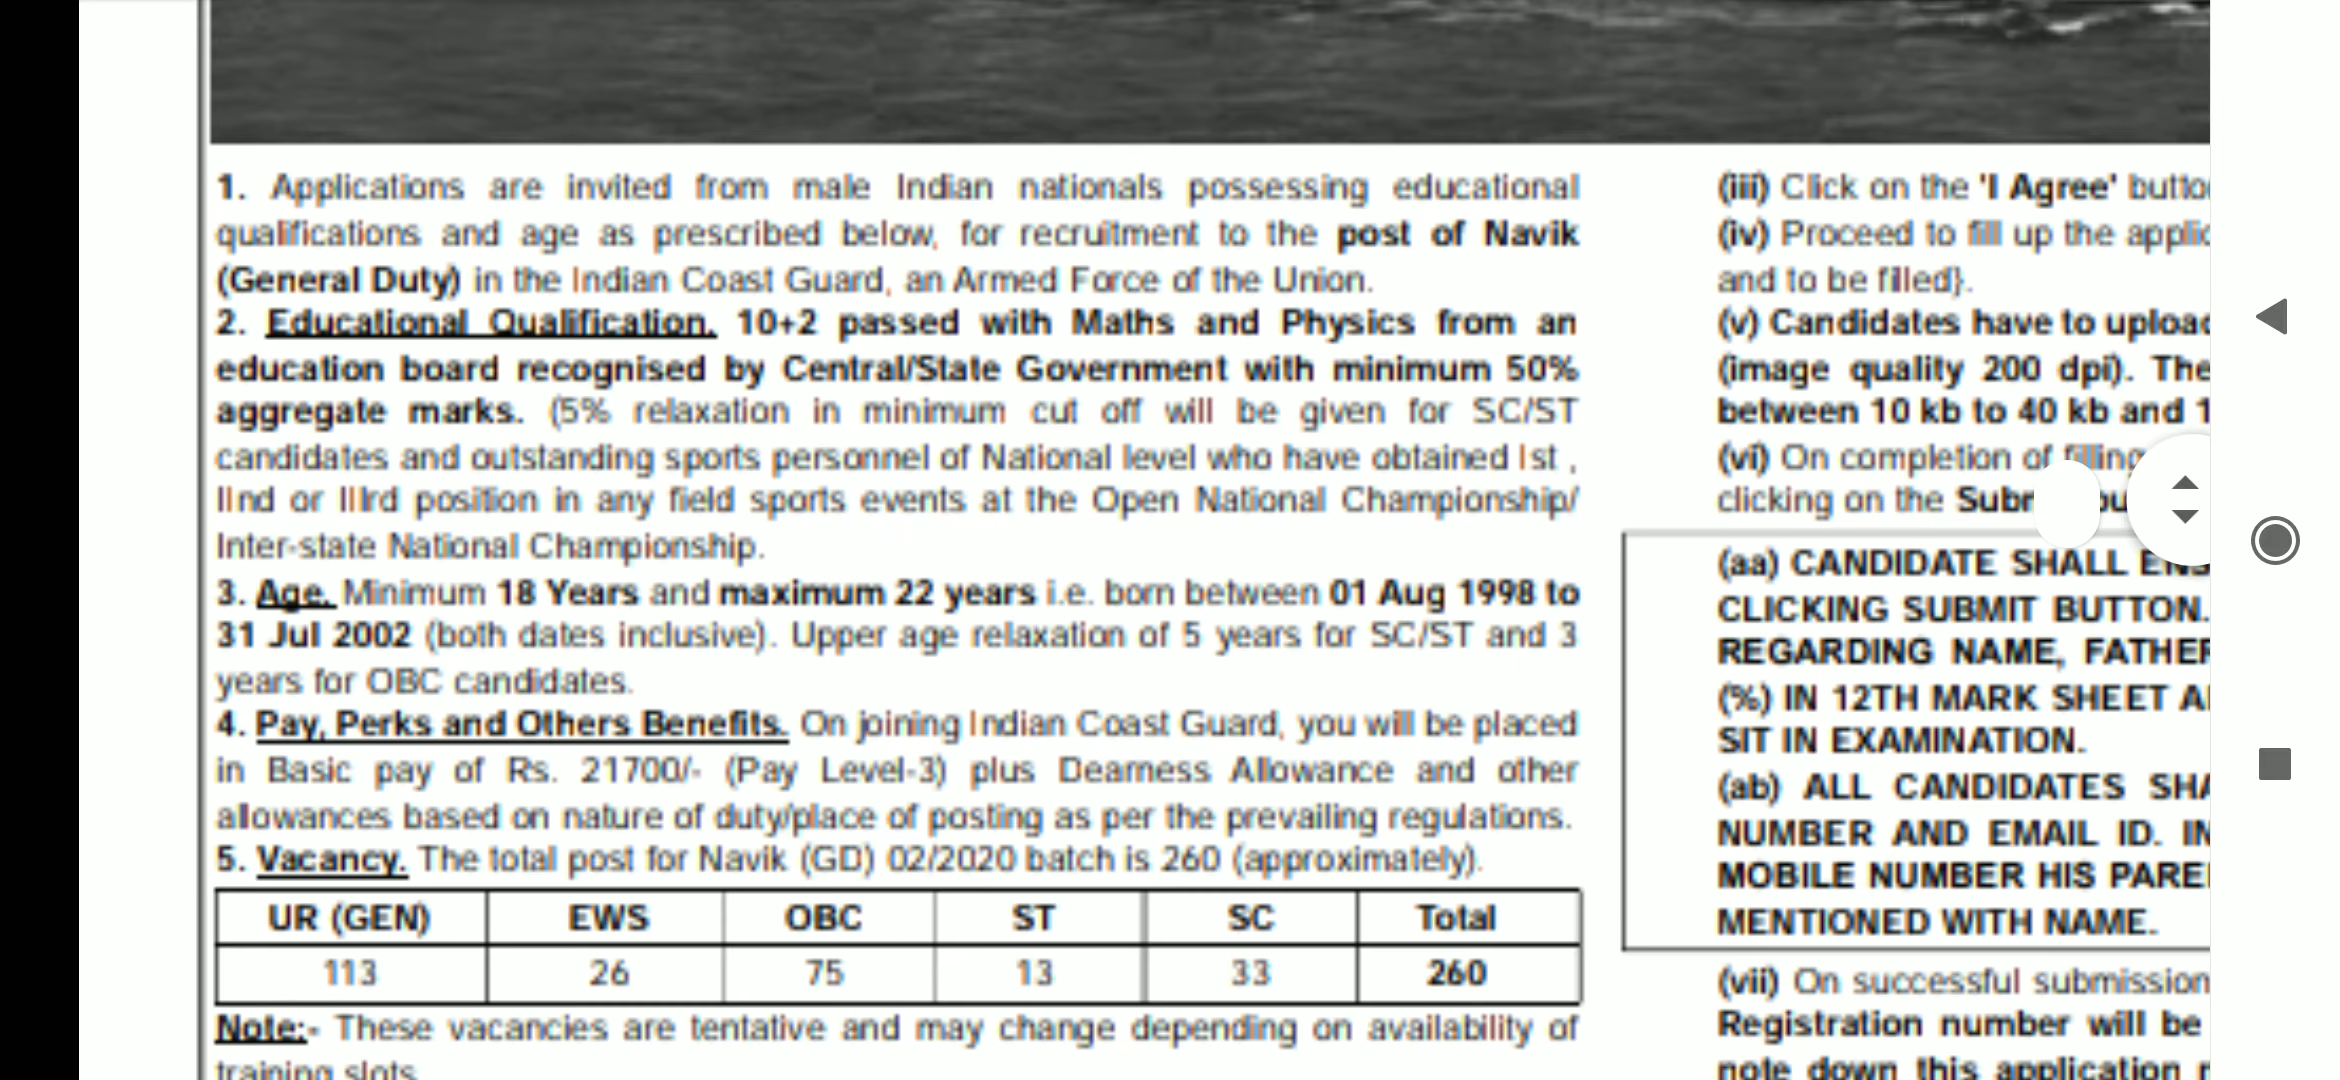 1. Applications are invited from male Indian nationals possessing educational
qualifications and age as prescribed below, for recruitment to the post of Navik
(General Duty) in the Indian Coast Guard, an Armed Force of the Union.
2. Educational Qualification. 10+2 passed with Maths and Physics from an
education board recognised by Central/State Government with minimum 50%
aggregate marks. (5% relaxation in minimum cut off will be given for SC/ST
candidates and outstanding sports personnel of National level who have obtained Ist ,
IInd or IIIrd position in any field sports events at the Open National Championship/
Inter-state National Championship.
3. Age. Minimum 18 Years and maximum 22 years i.e. born between 01 Aug 1998 to
31 Jul 2002 (both dates inclusive). Upper age relaxation of 5 years for SC/ST and 3
years for OBC candidates.
4. Pay, Perks and Others Benefits. On joining Indian Coast Guard, you will be placed
in Basic pay of Rs. 21700/- (Pay Level-3) plus Dearness Allowance and other
allowances based on nature of duty/place of posting as per the prevailing regulations.
5. Vacancy. The total post for Navik (GD) 02/2020 batch is 260 (approximately).
UR (GEN) EWS OBC ST SC Total
113 26 75 13 33 260
Note:- These vacancies are tentative and may change depending on availability of
training slots
(iii) Click on the 'I Agree'
(iv) Proceed to fill up the
and to be filled}.
(v) Candidates have to
(image quality 200 dpi). The
between 10 kb to 40 kb and 1
(vi) On completion of filling
clicking on the
(aa) CANDIDATE SHALL
CLICKING SUBMIT BUTTON.
REGARDING NAME,
(%) IN 12TH MARK SHEET
SIT IN EXAMINATION.
(ab) ALL CANDIDATES
NUMBER AND EMAIL ID.
MOBILE NUMBER HIS
MENTIONED WITH NAME.
(vii) On successful submission
Registration number will be
note down this application